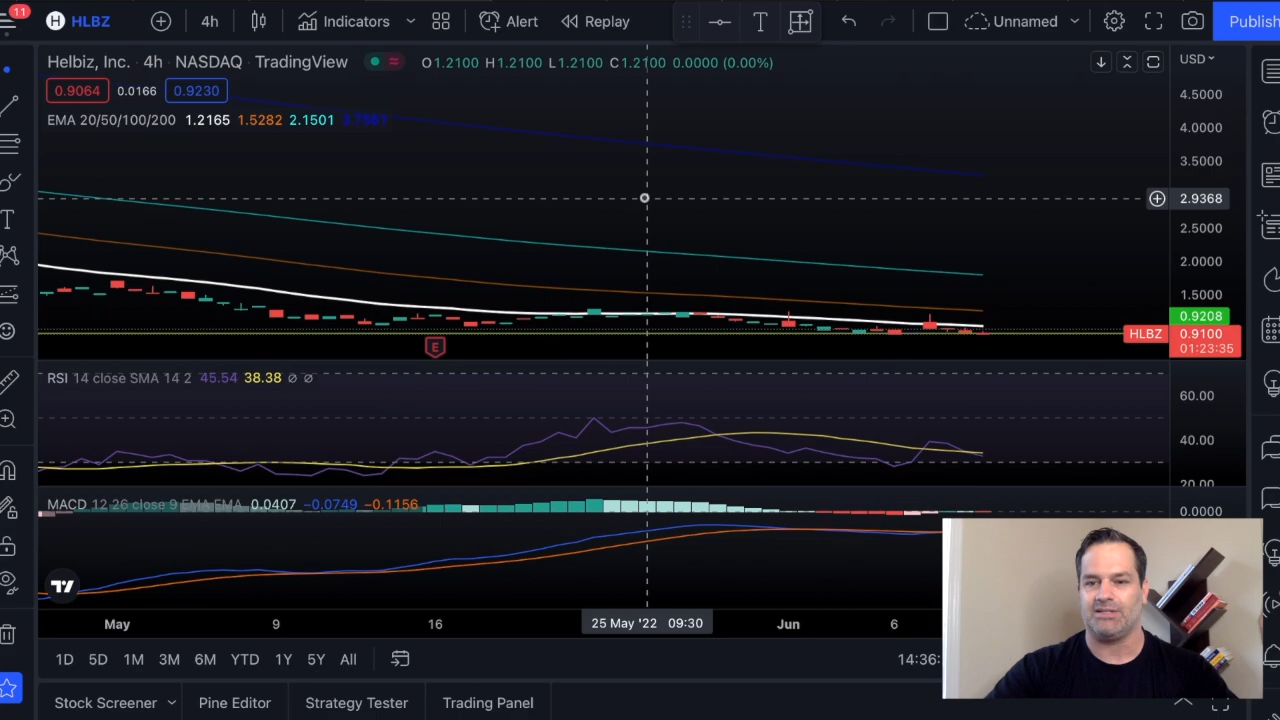 11
H HLBZ
4h
Indicators
Alert
Replay
T
Unnamed
Publish
Helbiz, Inc. · 4h · NASDAQ · TradingView
O1.2100 H1.2100 L1.2100 C1.2100 0.0000 (0.00%)
USD
0.9064 0.0166 0.9230
EMA 20/50/100/200 1.2165 1.5282 2.1501 3.7561
4.5000
4.0000
3.5000
2.9368
2.5000
2.0000
1.5000
0.9208
HLBZ 0.9100
01:23:35
E
RSI 14 close SMA 14 2 45.54 38.38 ∅ ∅
60.00
40.00
20.00
MACD 12 26 close 9 EMA EMA 0.0407 −0.0749 −0.1156
0.0000
May
9
16
25 May '22 09:30
Jun
6
1D 5D 1M 3M 6M YTD 1Y 5Y All
14:36:
Stock Screener
Pine Editor
Strategy Tester
Trading Panel